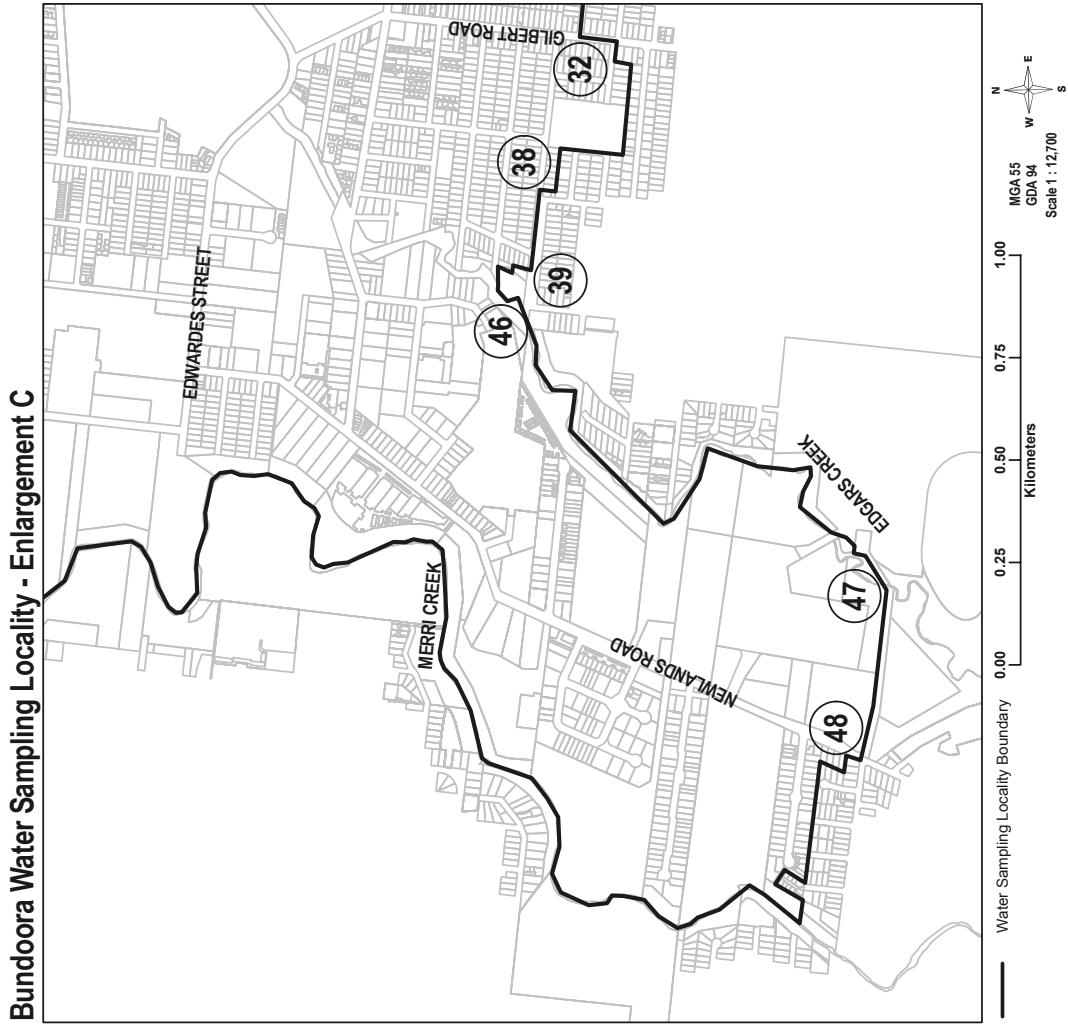 Bundoora Water Sampling Locality - Enlargement C
GILBERT ROAD
32
38
EDWARDES STREET
39
46
MERRI CREEK
EDGARS CREEK
47
NEWLANDS ROAD
48
Water Sampling Locality Boundary
0.00 0.25 0.50 0.75 1.00
Kilometers
N
W E
S
MGA 55
GDA 94
Scale 1 : 12,700